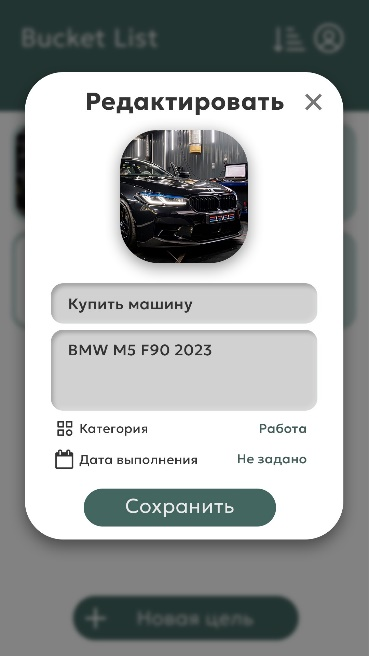 Bucket List
Редактировать
Купить машину
BMW M5 F90 2023
Категория
Работа
Дата выполнения
Не задано
Сохранить
Новая цель